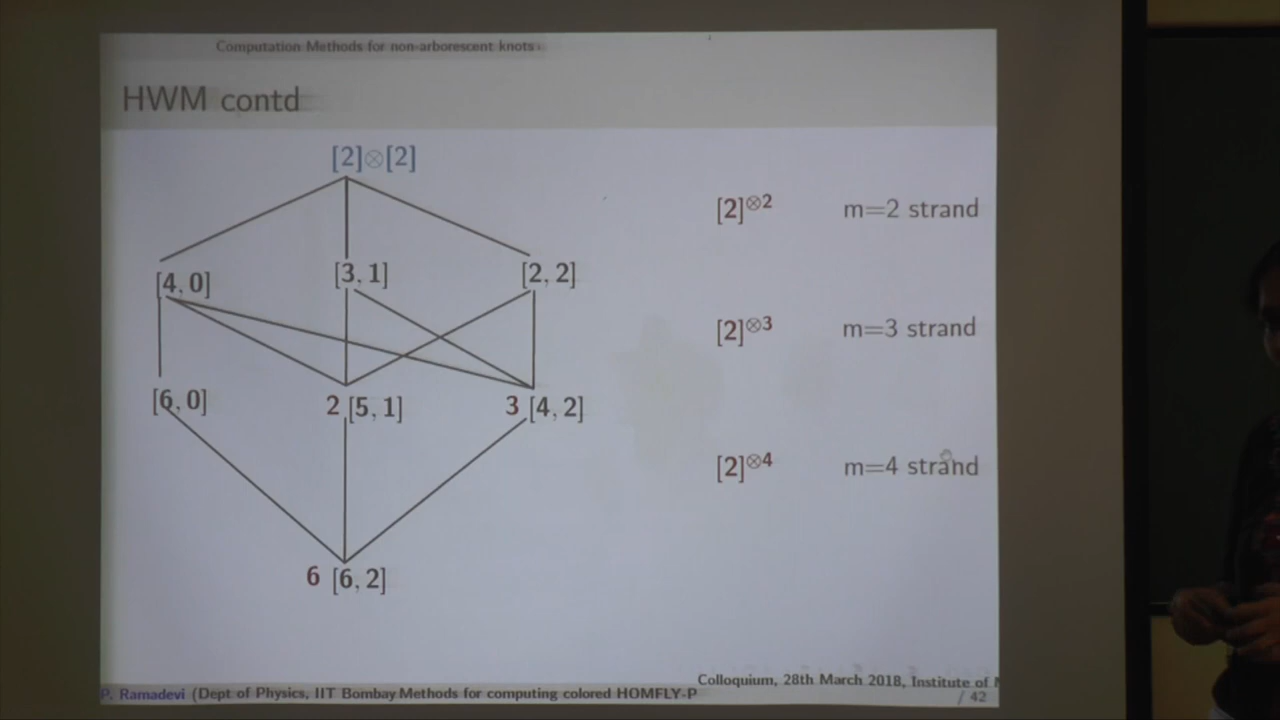 Computation Methods for non-arborescent knots
HWM contd
[2]⊗[2]
[4, 0] [3, 1] [2, 2]
[6, 0] 2 [5, 1] 3 [4, 2]
6 [6, 2]
[2]⊗2 m=2 strand
[2]⊗3 m=3 strand
[2]⊗4 m=4 strand
Colloquium, 28th March 2018, Institute of
P. Ramadevi (Dept of Physics, IIT Bombay Methods for computing colored HOMFLY-P
/ 42